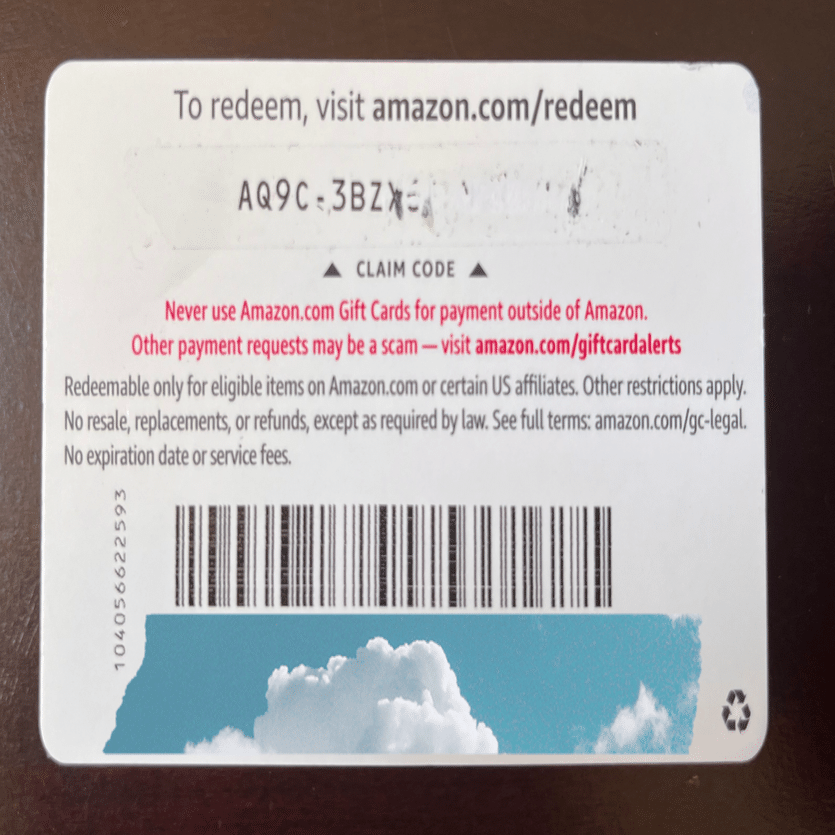 To redeem, visit amazon.com/redeem
AQ9C-3BZX
▲ CLAIM CODE ▲
Never use Amazon.com Gift Cards for payment outside of Amazon.
Other payment requests may be a scam — visit amazon.com/giftcardalerts
Redeemable only for eligible items on Amazon.com or certain US affiliates. Other restrictions apply.
No resale, replacements, or refunds, except as required by law. See full terms: amazon.com/gc-legal.
No expiration date or service fees.
1040566622593